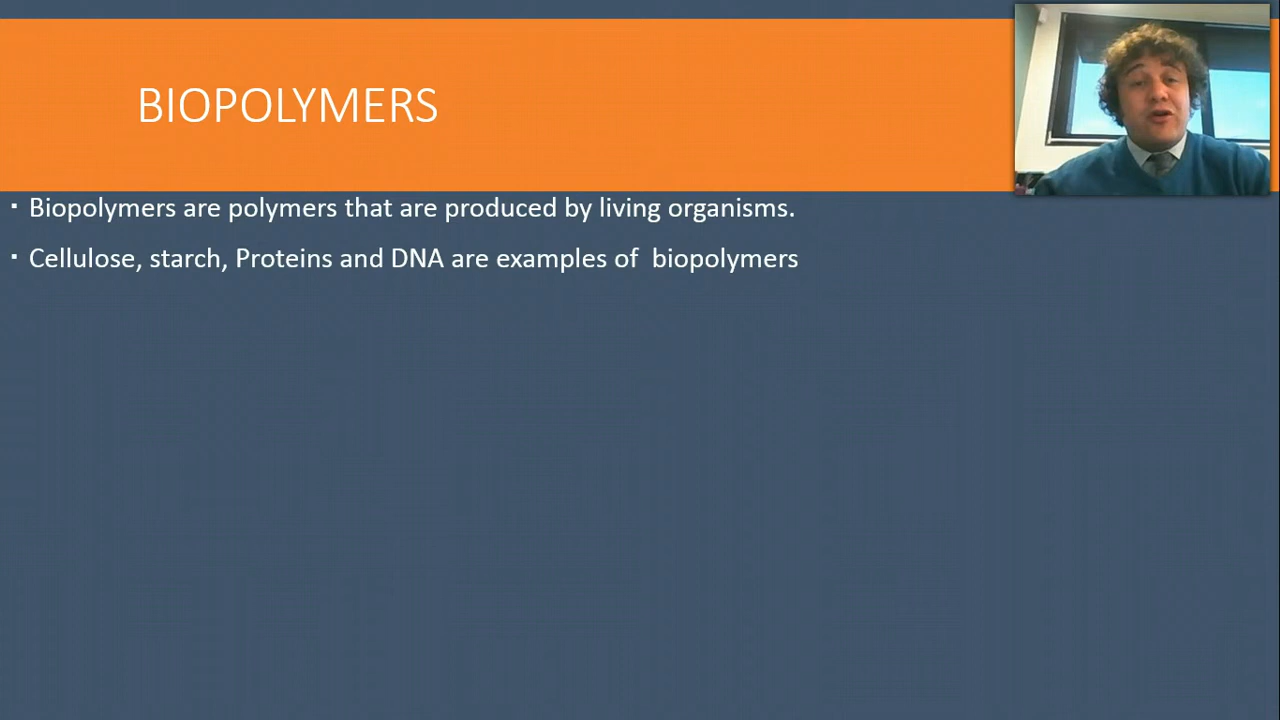 BIOPOLYMERS
▪ Biopolymers are polymers that are produced by living organisms.
▪ Cellulose, starch, Proteins and DNA are examples of  biopolymers